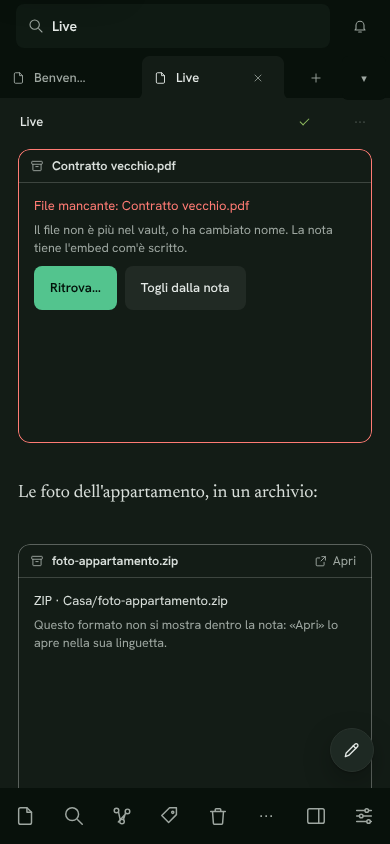 Live
Benven...
Live
Live
Contratto vecchio.pdf
File mancante: Contratto vecchio.pdf
Il file non è più nel vault, o ha cambiato nome. La nota
tiene l'embed com'è scritto.
Ritrova...
Togli dalla nota
Le foto dell'appartamento, in un archivio:
foto-appartamento.zip
Apri
ZIP · Casa/foto-appartamento.zip
Questo formato non si mostra dentro la nota: «Apri» lo
apre nella sua linguetta.